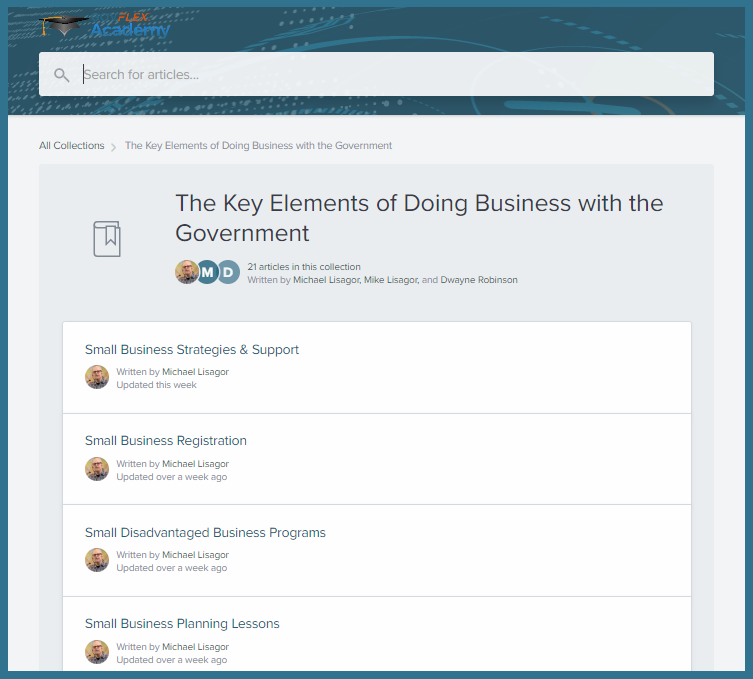 FLEX
Academy
Search for articles...
All Collections
The Key Elements of Doing Business with the Government
The Key Elements of Doing Business with the
Government
M D
21 articles in this collection
Written by Michael Lisagor, Mike Lisagor, and Dwayne Robinson
Small Business Strategies & Support
Written by Michael Lisagor
Updated this week
Small Business Registration
Written by Michael Lisagor
Updated over a week ago
Small Disadvantaged Business Programs
Written by Michael Lisagor
Updated over a week ago
Small Business Planning Lessons
Written by Michael Lisagor
Updated over a week ago